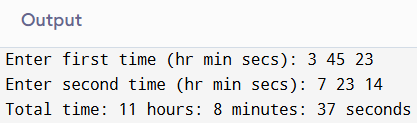 Output
Enter first time (hr min secs): 3 45 23
Enter second time (hr min secs): 7 23 14
Total time: 11 hours: 8 minutes: 37 seconds